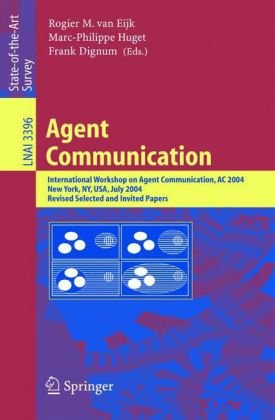 State-of-the-Art
Survey
LNAI 3396
Rogier M. van Eijk
Marc-Philippe Huget
Frank Dignum (Eds.)
Agent
Communication
International Workshop on Agent Communication, AC 2004
New York, NY, USA, July 2004
Revised Selected and Invited Papers
Springer